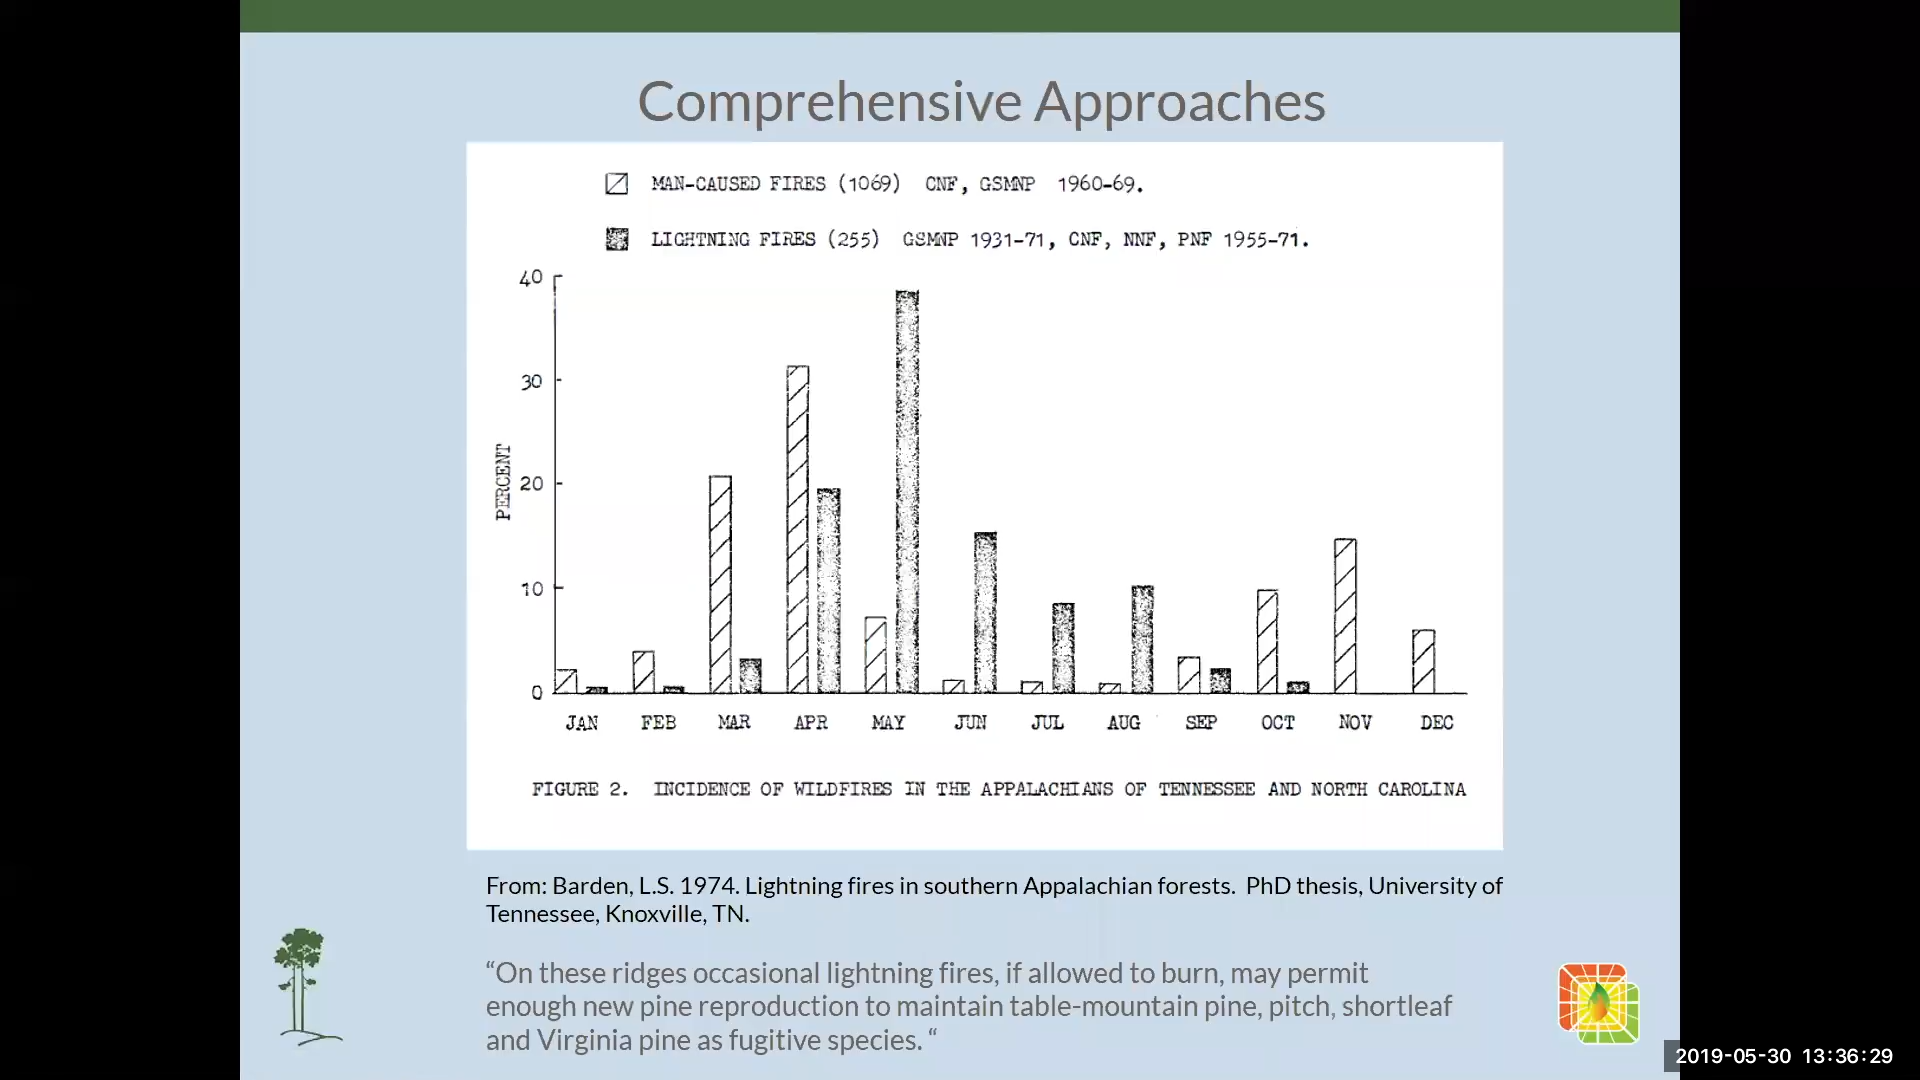 Comprehensive Approaches
MAN-CAUSED FIRES (1069) CNF, GSMNP 1960-69.
LIGHTNING FIRES (255) GSMNP 1931-71, CNF, NNF, PNF 1955-71.
40
30
20
10
0
PERCENT
JAN FEB MAR APR MAY JUN JUL AUG SEP OCT NOV DEC
FIGURE 2. INCIDENCE OF WILDFIRES IN THE APPALACHIANS OF TENNESSEE AND NORTH CAROLINA
From: Barden, L.S. 1974. Lightning fires in southern Appalachian forests. PhD thesis, University of
Tennessee, Knoxville, TN.
“On these ridges occasional lightning fires, if allowed to burn, may permit
enough new pine reproduction to maintain table-mountain pine, pitch, shortleaf
and Virginia pine as fugitive species. “
2019-05-30 13:36:29